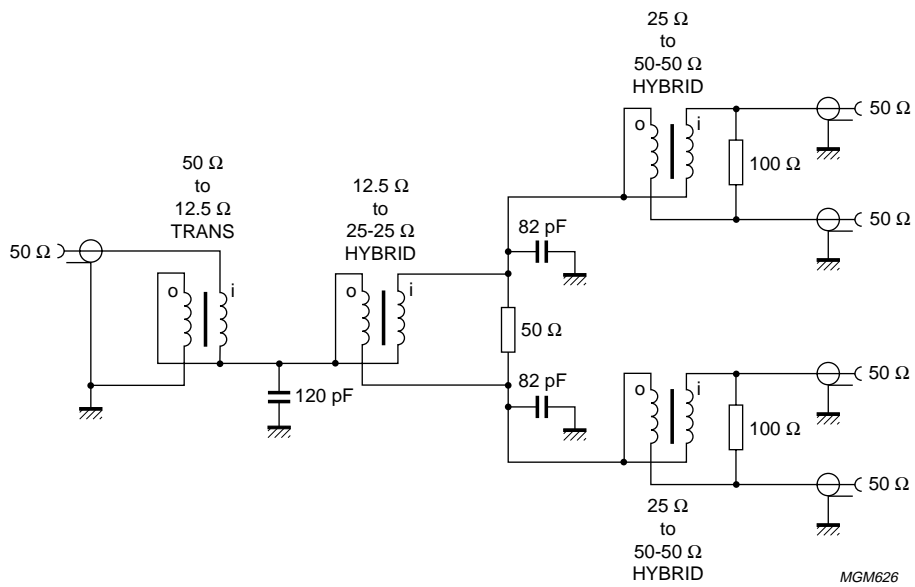 25 Ω
to
50-50 Ω
HYBRID
o
i
50 Ω
100 Ω
50 Ω
50 Ω
to
12.5 Ω
TRANS
12.5 Ω
to
25-25 Ω
HYBRID
82 pF
50 Ω
o
i
o
i
50 Ω
120 pF
82 pF
o
i
50 Ω
100 Ω
50 Ω
25 Ω
to
50-50 Ω
HYBRID
MGM626